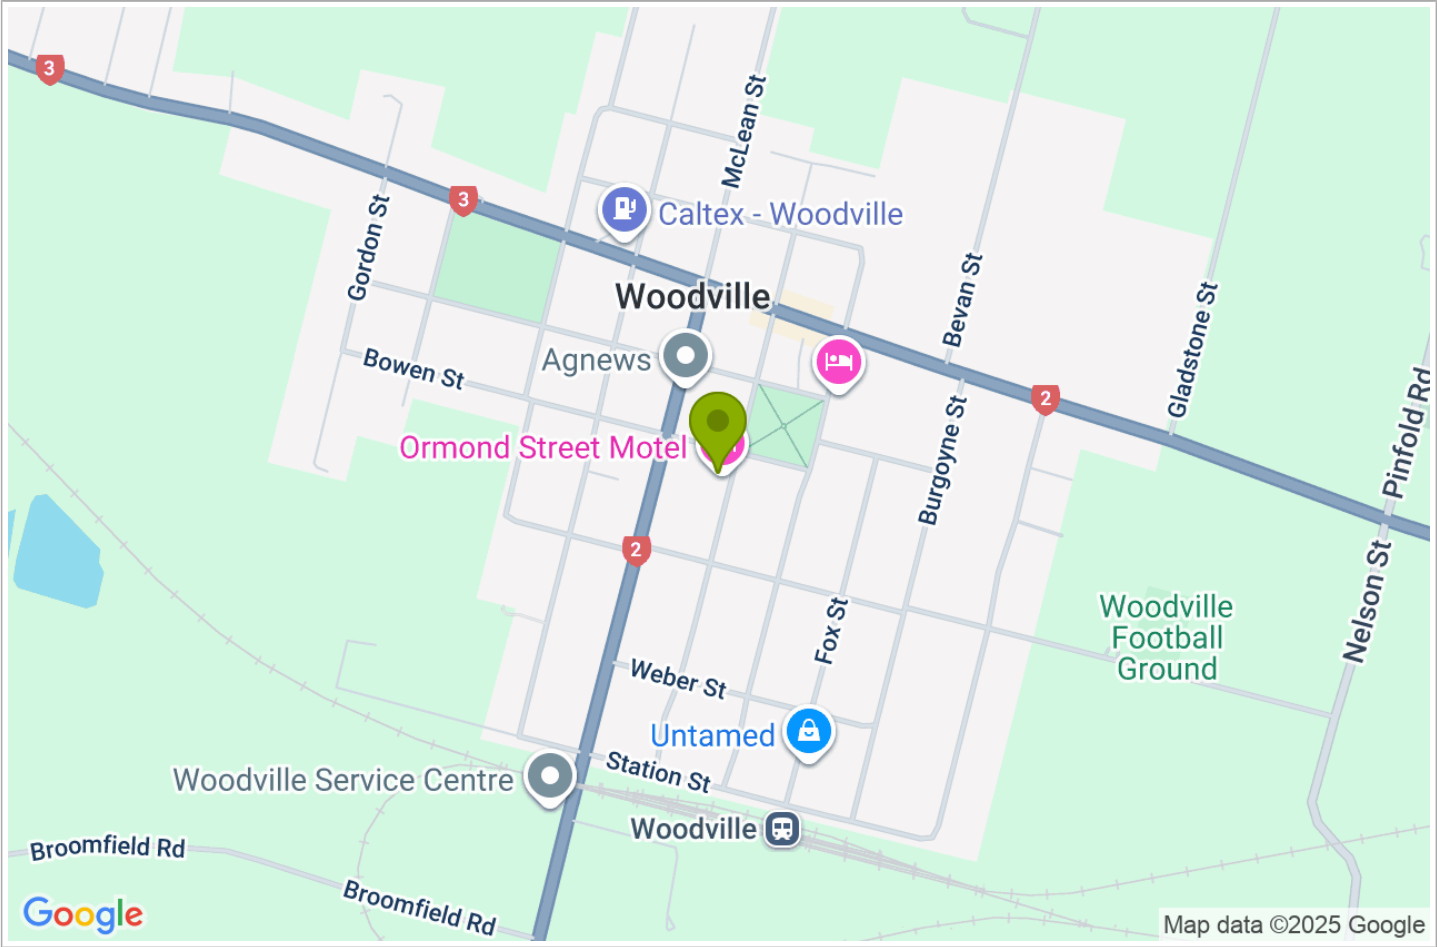 3
McLean St
3
Caltex - Woodville
Gordon St
Bevan St
Woodville
Gladstone St
Agnews
Bowen St
2
Pinfold Rd
Ormond Street Motel
Burgoyne St
2
Nelson St
Woodville
Football
Ground
Fox St
Weber St
Untamed
Station St
Woodville Service Centre
Woodville
Broomfield Rd
Broomfield Rd
Google
Map data ©2025 Google